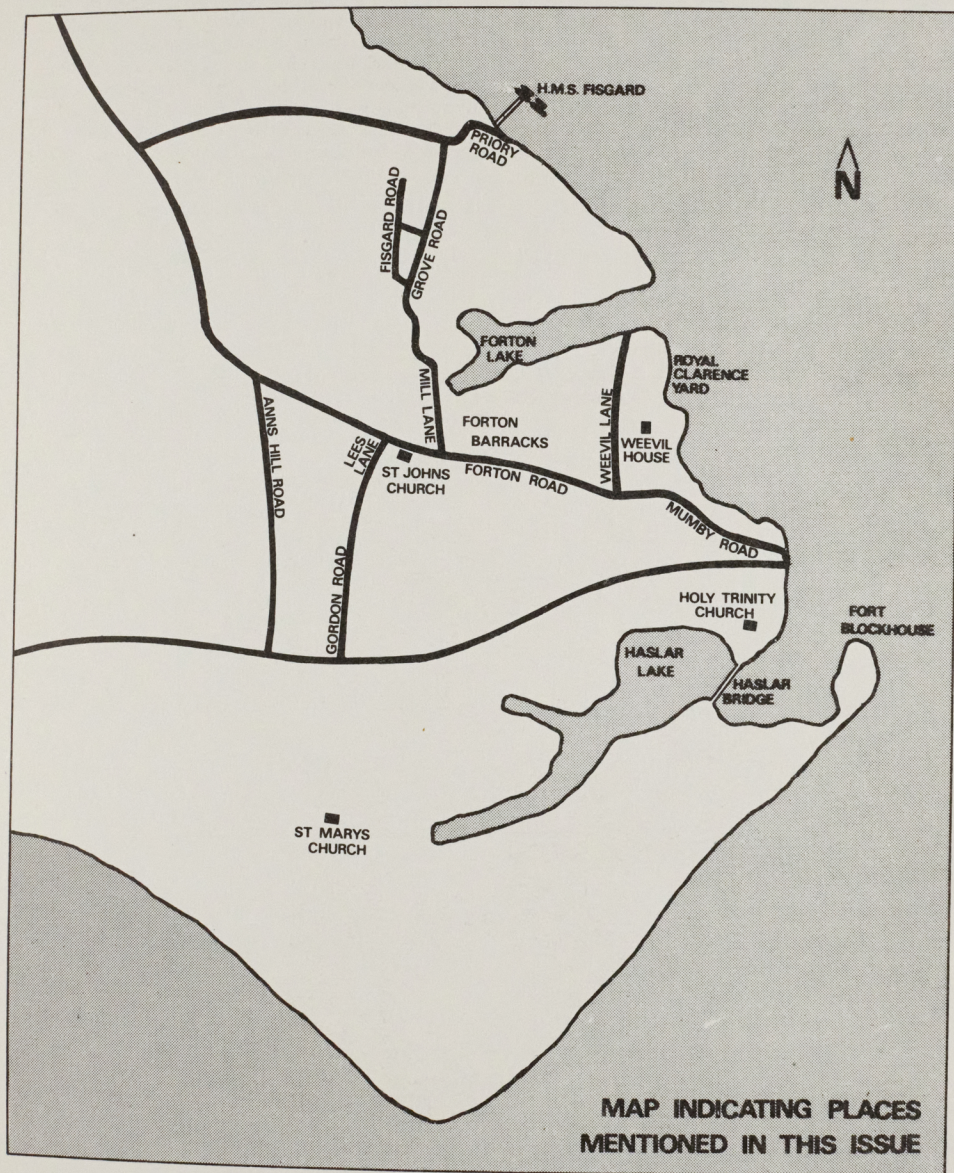 H.M.S. FISGARD
PRIORY
ROAD
N
FISGARD ROAD
GROVE ROAD
FORTON
LAKE
ROYAL
CLARENCE
YARD
MILL LANE
WEEVIL LANE
ANNS HILL ROAD
LEES
LANE
FORTON
BARRACKS
WEEVIL
HOUSE
ST JOHNS
CHURCH
FORTON ROAD
MUMBY ROAD
GORDON ROAD
HOLY TRINITY
CHURCH
FORT
BLOCKHOUSE
HASLAR
LAKE
HASLAR
BRIDGE
ST MARYS
CHURCH
MAP INDICATING PLACES
MENTIONED IN THIS ISSUE